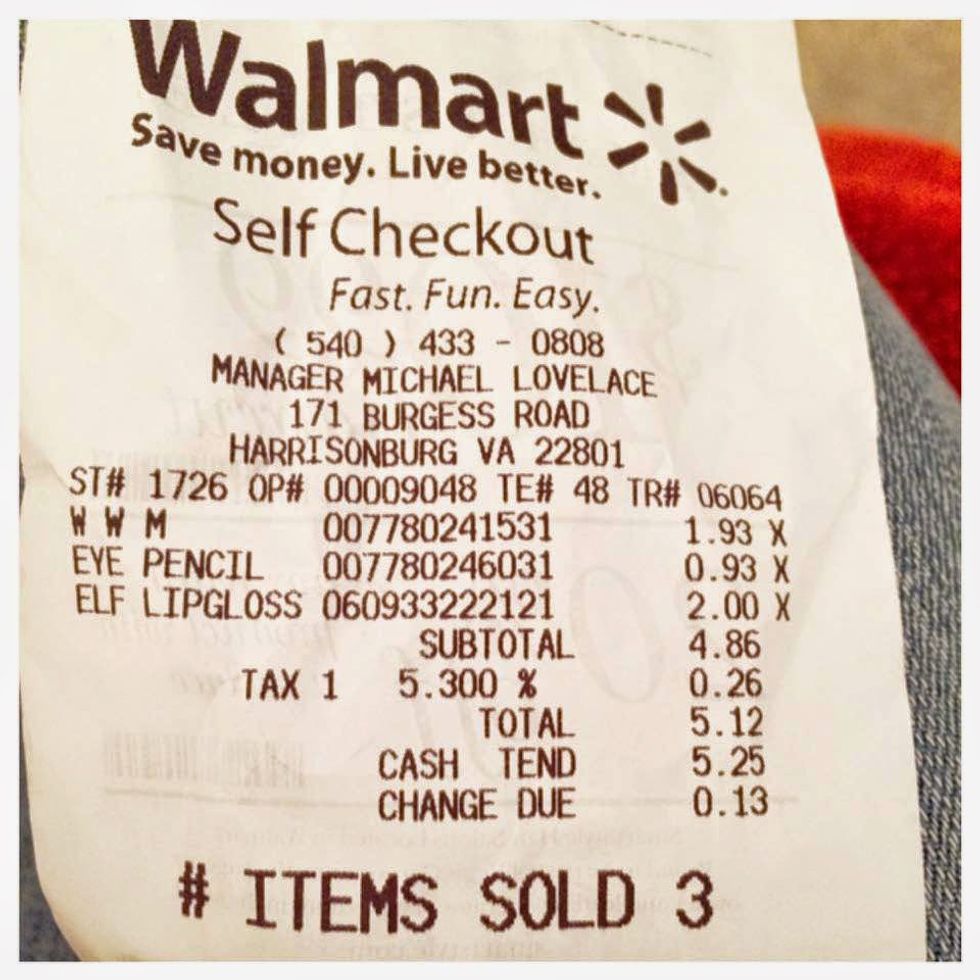 Walmart
Save money. Live better.
Self Checkout
Fast. Fun. Easy.
( 540 ) 433 - 0808
MANAGER MICHAEL LOVELACE
171 BURGESS ROAD
HARRISONBURG VA 22801
ST# 1726 OP# 00009048 TE# 48 TR# 06064
W W M 007780241531 1.93 X
EYE PENCIL 007780246031 0.93 X
ELF LIPGLOSS 060933222121 2.00 X
SUBTOTAL 4.86
TAX 1 5.300 % 0.26
TOTAL 5.12
CASH TEND 5.25
CHANGE DUE 0.13
# ITEMS SOLD 3